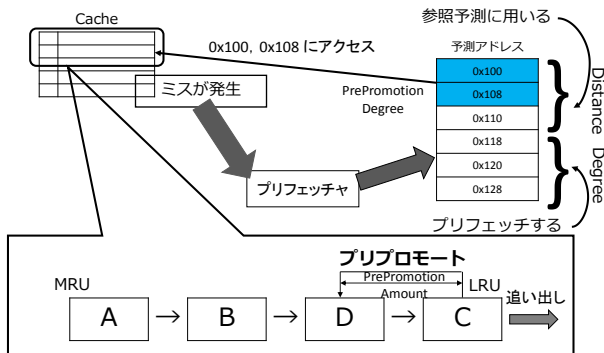 Cache
参照予測に用いる
0x100, 0x108 にアクセス
予測アドレス
ミスが発生
PrePromotion
Degree
0x100
0x108
0x110
0x118
0x120
0x128
Distance
Degree
プリフェッチャ
プリフェッチする
プリプロモート
MRU
PrePromotion
Amount
LRU
追い出し
A → B → D → C